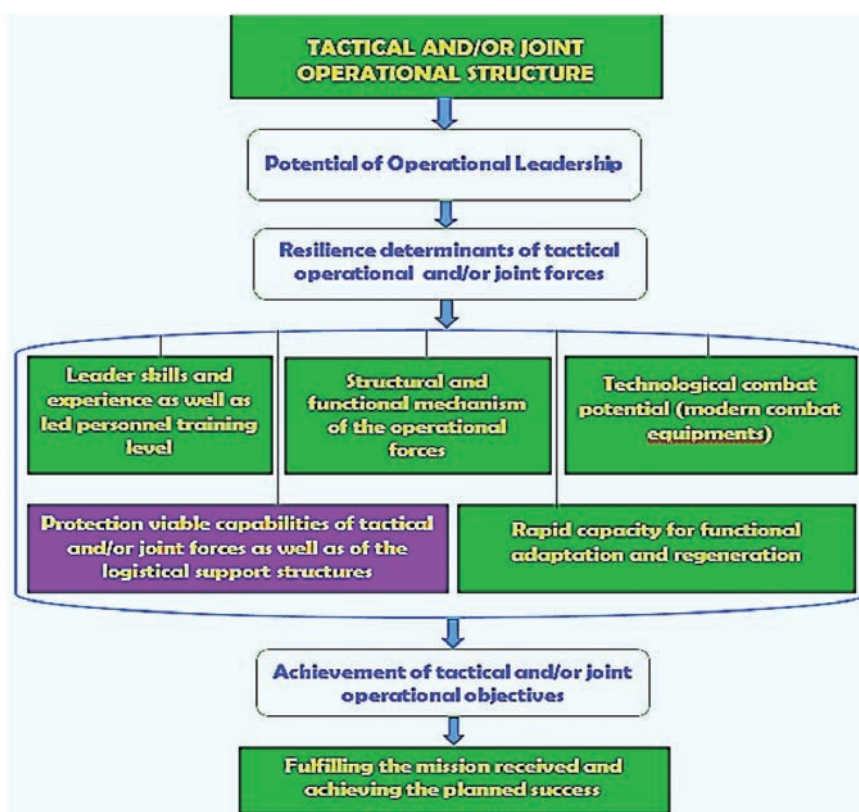 TACTICAL AND/OR JOINT
OPERATIONAL STRUCTURE
Potential of Operational Leadership
Resilience determinants of tactical
operational and/or joint forces
Leader skills and
experience as well as
led personnel training
level
Structural and
functional mechanism
of the operational
forces
Technological combat
potential (modern combat
equipments)
Protection viable capabilities of tactical
and/or joint forces as well as of the
logistical support structures
Rapid capacity for functional
adaptation and regeneration
Achievement of tactical and/or joint
operational objectives
Fulfilling the mission received and
achieving the planned success